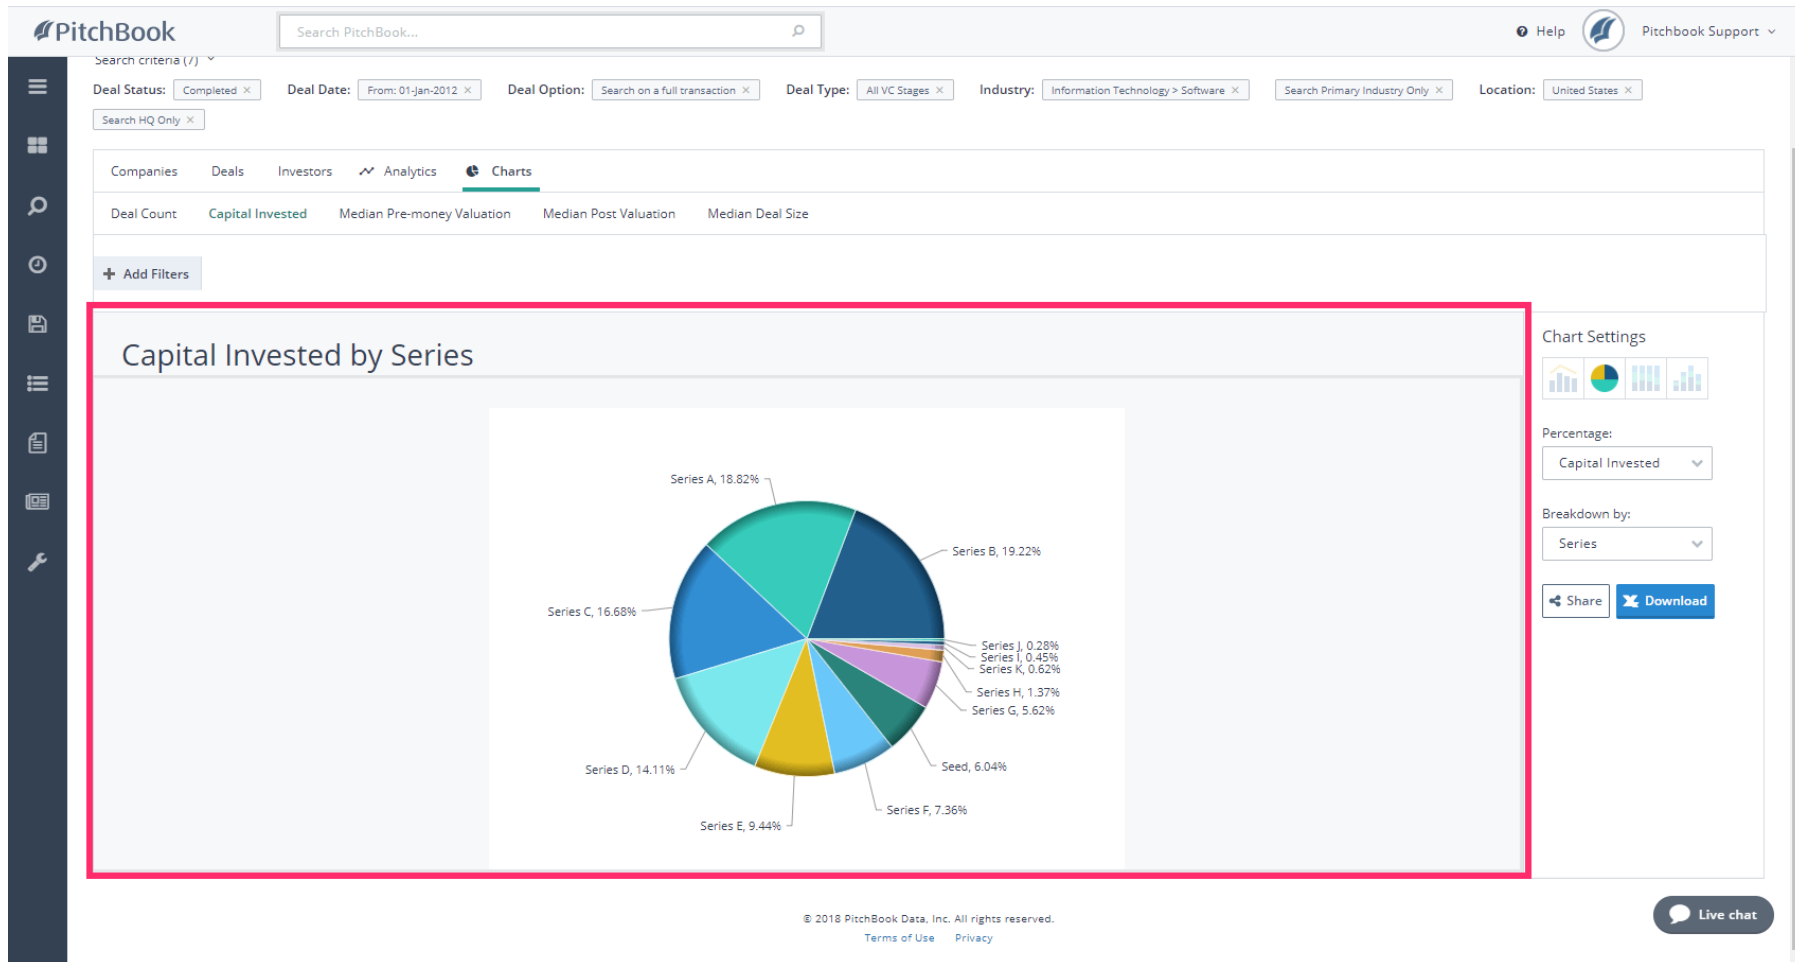 PitchBook
Search PitchBook...
Help
Pitchbook Support
Search criteria (7)
Deal Status: Completed × Deal Date: From: 01-Jan-2012 × Deal Option: Search on a full transaction × Deal Type: All VC Stages × Industry: Information Technology > Software × Search Primary Industry Only × Location: United States ×
Search HQ Only ×
Companies Deals Investors Analytics Charts
Deal Count Capital Invested Median Pre-money Valuation Median Post Valuation Median Deal Size
+ Add Filters
Capital Invested by Series
Series A, 18.82%
Series B, 19.22%
Series C, 16.68%
Series J, 0.28%
Series I, 0.45%
Series K, 0.62%
Series H, 1.37%
Series G, 5.62%
Series D, 14.11%
Seed, 6.04%
Series F, 7.36%
Series E, 9.44%
Chart Settings
Percentage:
Capital Invested
Breakdown by:
Series
Share Download
© 2018 PitchBook Data, Inc. All rights reserved.
Terms of Use Privacy
Live chat